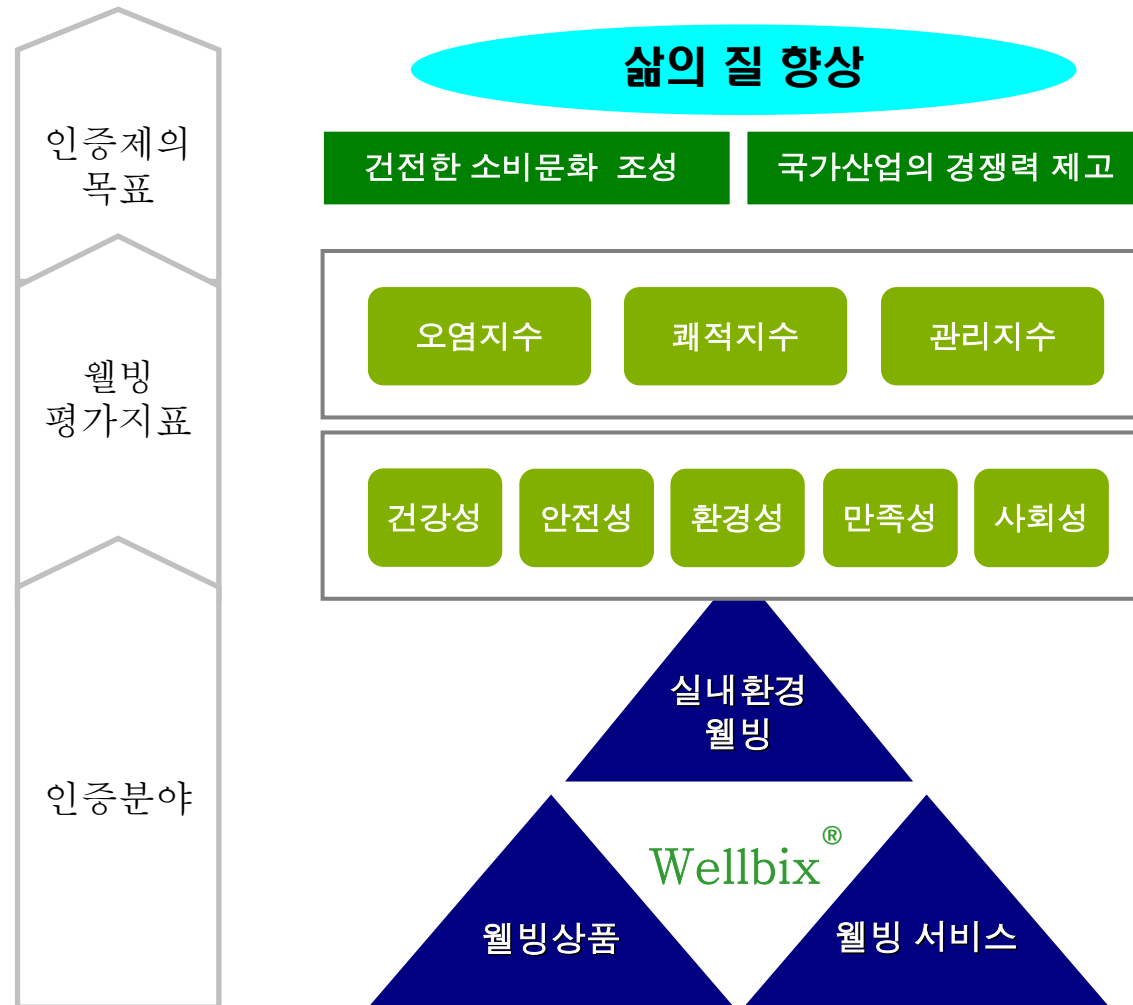 삶의 질 향상
인증제의
목표
건전한 소비문화 조성
국가산업의 경쟁력 제고
웰빙
평가지표
오염지수
쾌적지수
관리지수
건강성
안전성
환경성
만족성
사회성
인증분야
실내환경
웰빙
Wellbix®
웰빙상품
웰빙 서비스